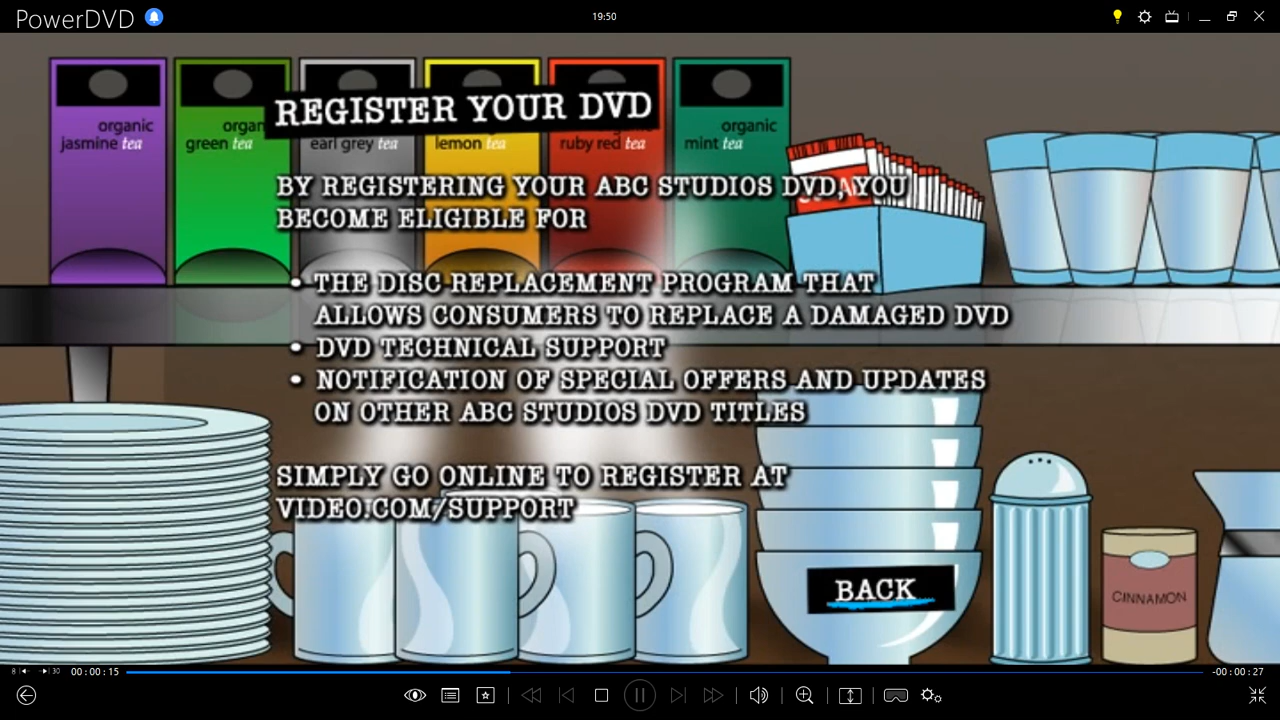 PowerDVD
19:50
REGISTER YOUR DVD
organic
jasmine tea
organ
green tea
earl grey tea
lemon tea
ruby red tea
organic
mint tea
BY REGISTERING YOUR ABC STUDIOS DVD, YOU
BECOME ELIGIBLE FOR
• THE DISC REPLACEMENT PROGRAM THAT
ALLOWS CONSUMERS TO REPLACE A DAMAGED DVD
• DVD TECHNICAL SUPPORT
• NOTIFICATION OF SPECIAL OFFERS AND UPDATES
ON OTHER ABC STUDIOS DVD TITLES
SIMPLY GO ONLINE TO REGISTER AT
VIDEO.COM/SUPPORT
BACK
CINNAMON
8 30 00:00:15
-00:00:27